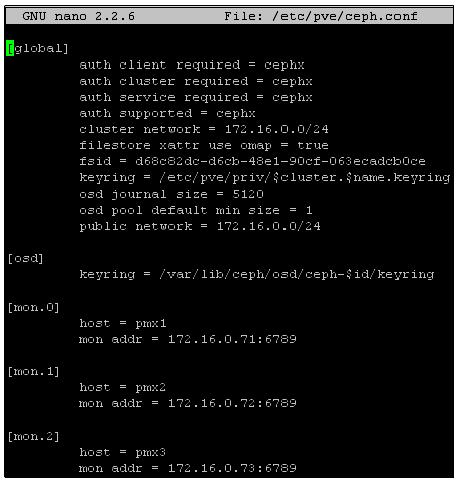 GNU nano 2.2.6 File: /etc/pve/ceph.conf
[global]
auth client required = cephx
auth cluster required = cephx
auth service required = cephx
auth supported = cephx
cluster network = 172.16.0.0/24
filestore xattr use omap = true
fsid = d68c82dc-d6cb-48e1-90cf-063ecadcb0ce
keyring = /etc/pve/priv/$cluster.$name.keyring
osd journal size = 5120
osd pool default min size = 1
public network = 172.16.0.0/24
[osd]
keyring = /var/lib/ceph/osd/ceph-$id/keyring
[mon.0]
host = pmx1
mon addr = 172.16.0.71:6789
[mon.1]
host = pmx2
mon addr = 172.16.0.72:6789
[mon.2]
host = pmx3
mon addr = 172.16.0.73:6789